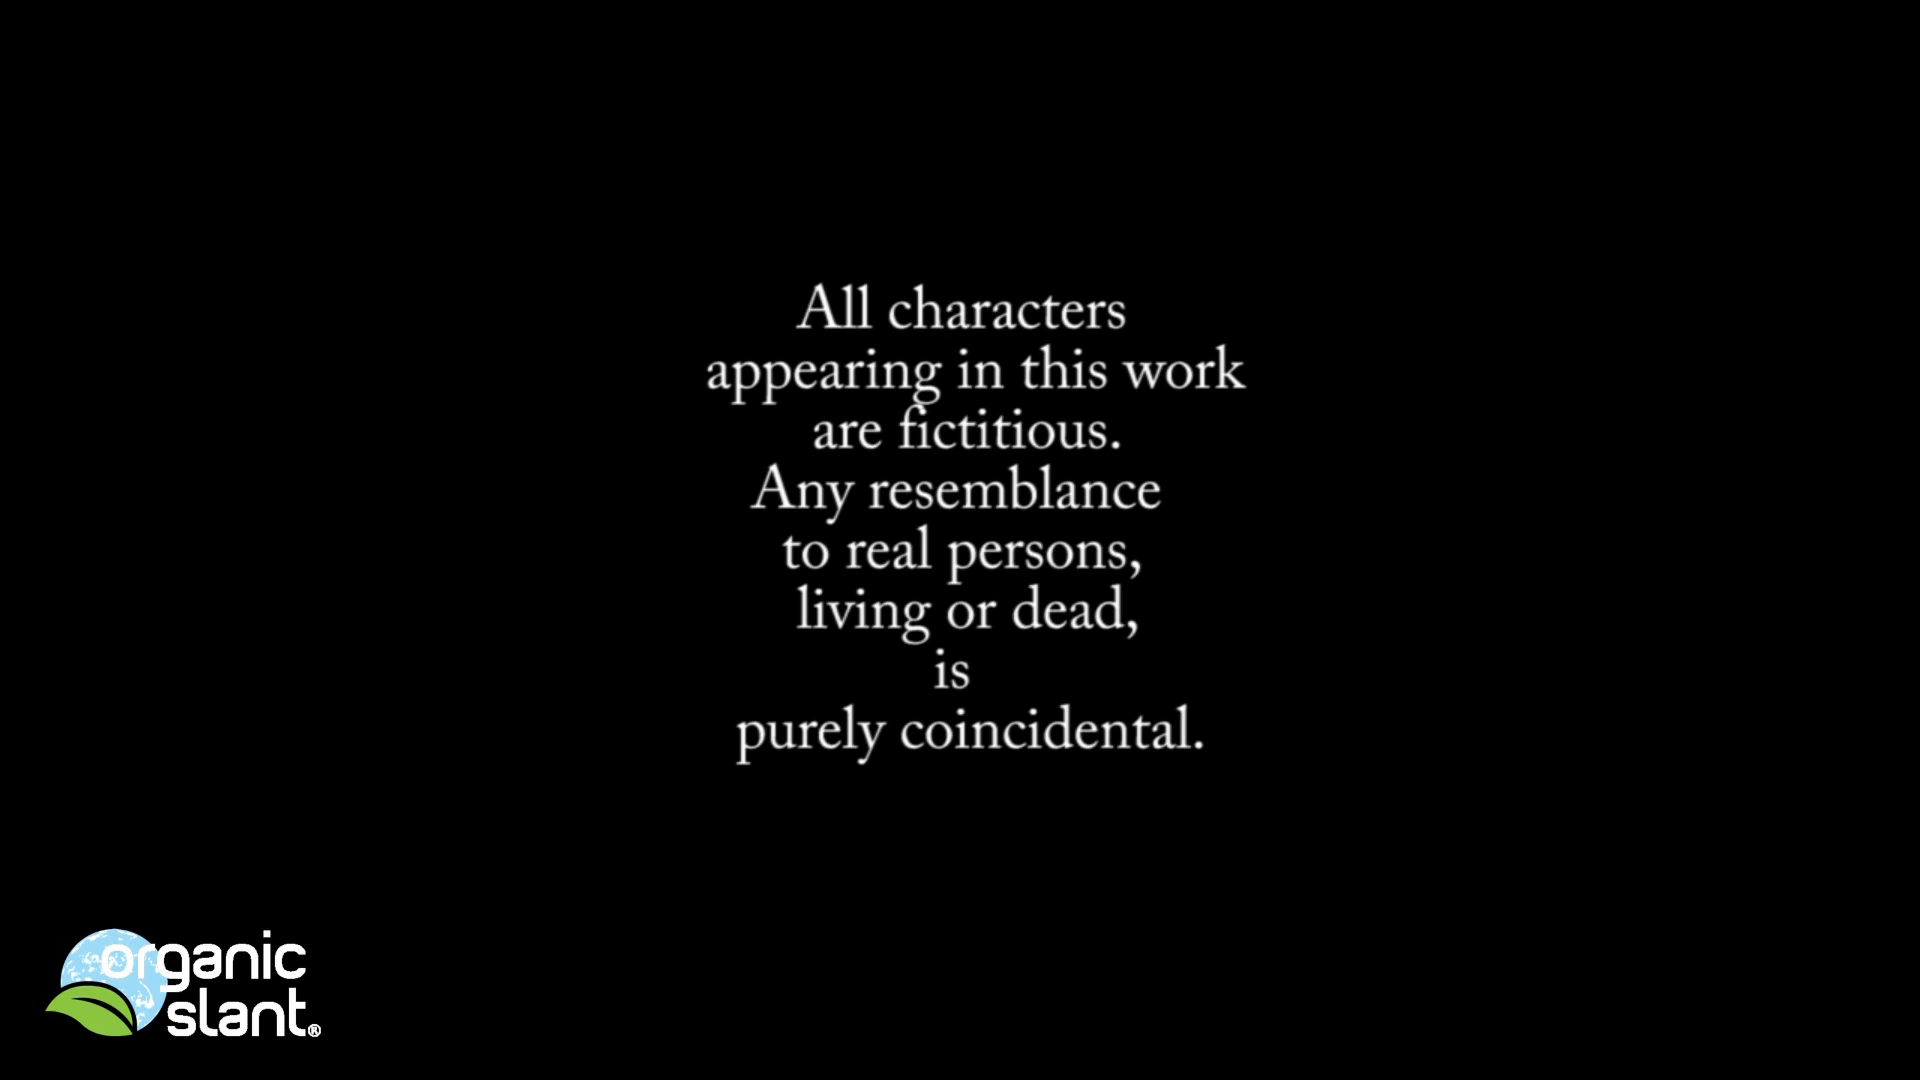 All characters
appearing in this work
are fictitious.
Any resemblance
to real persons,
living or dead,
is
purely coincidental.
organic
slant®